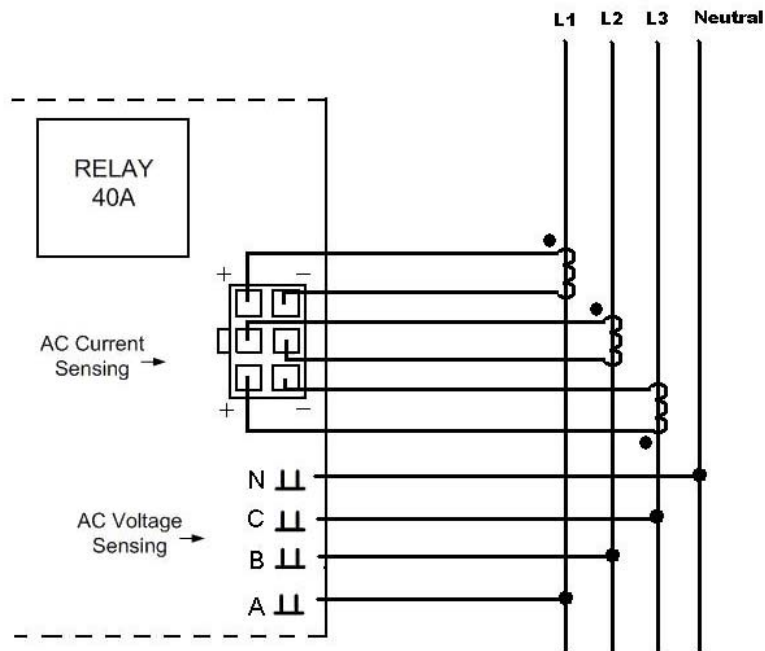 L1 L2 L3 Neutral
RELAY
40A
+ −
AC Current
Sensing
+ −
N
C
AC Voltage
Sensing
B
A